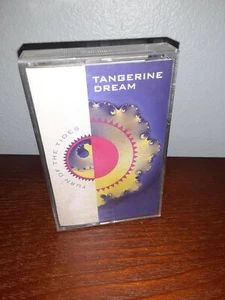 TANGERINE
DREAM
TURN OF THE TIDES